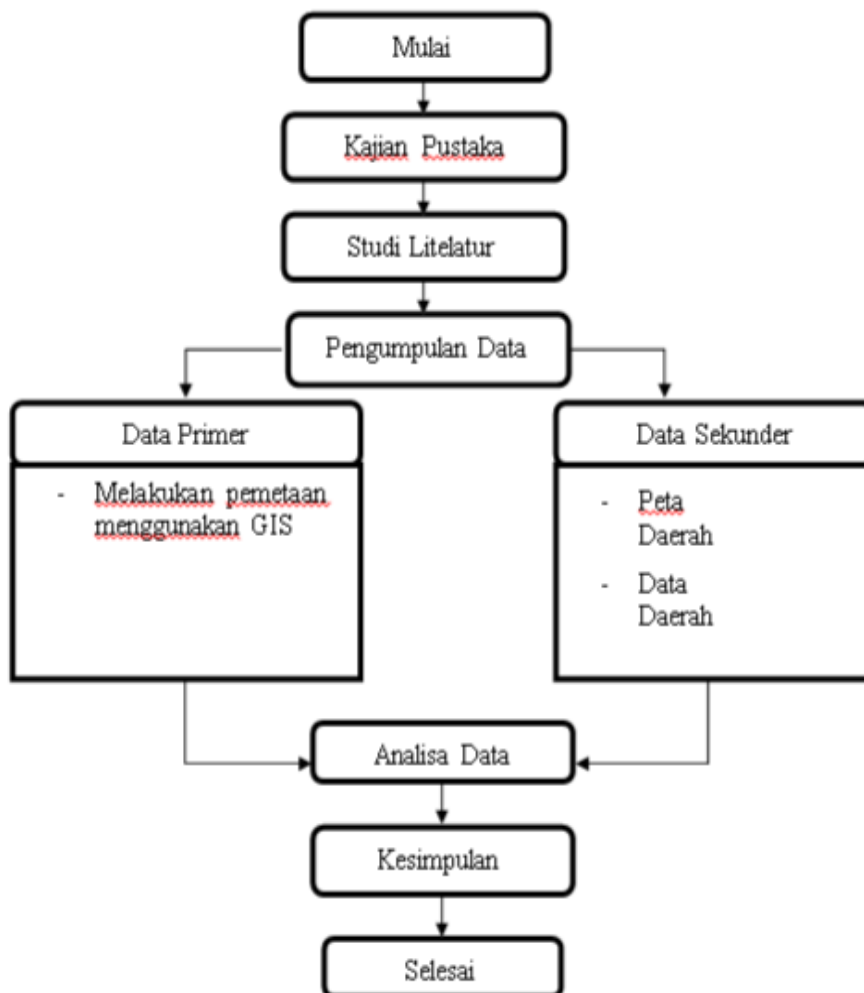 Mulai
Kajian Pustaka
Studi Litelatur
Pengumpulan Data
Data Primer
- Melakukan pemetaan
menggunakan GIS
Data Sekunder
- Peta
Daerah
- Data
Daerah
Analisa Data
Kesimpulan
Selesai